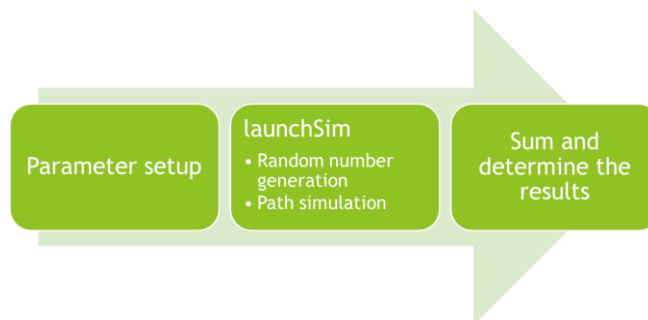 Parameter setup
launchSim
• Random number
generation
• Path simulation
Sum and
determine the
results